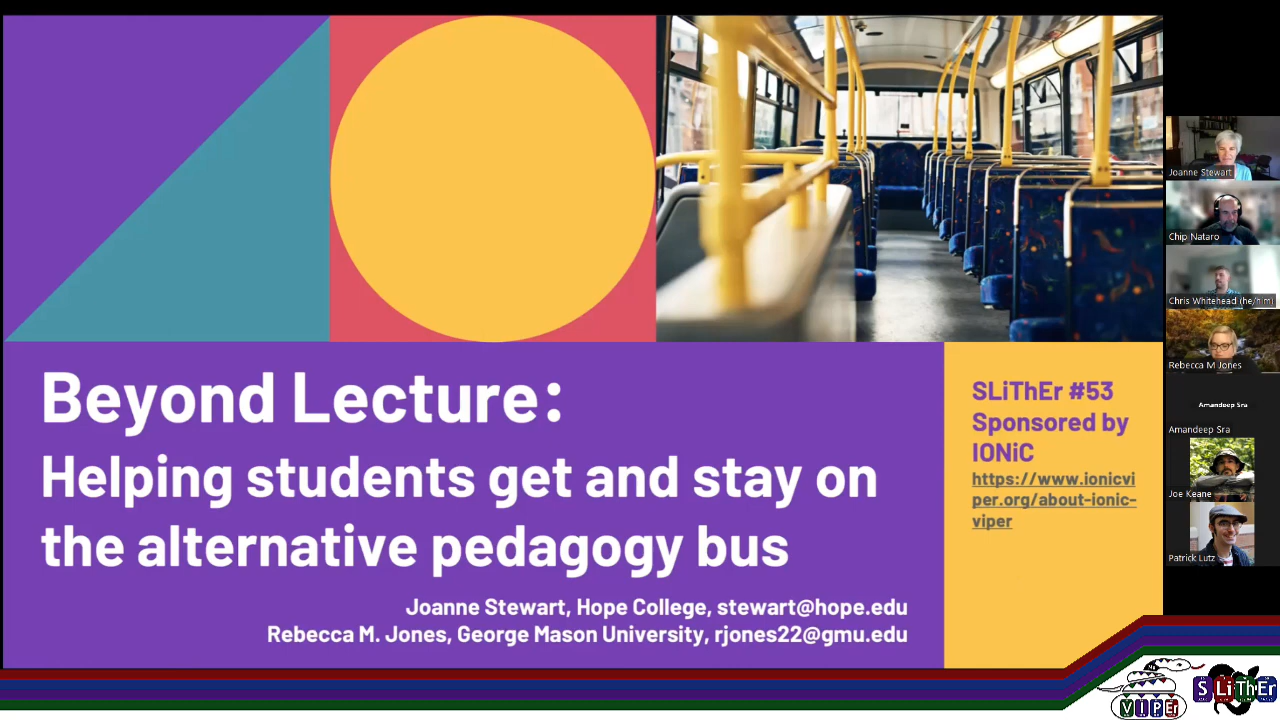 Beyond Lecture:
Helping students get and stay on
the alternative pedagogy bus
Joanne Stewart, Hope College, stewart@hope.edu
Rebecca M. Jones, George Mason University, rjones22@gmu.edu
SLiThEr #53
Sponsored by
IONiC
https://www.ionicvi
per.org/about-ionic-
viper
Joanne Stewart
Chip Nataro
Chris Whitehead (he/him)
Rebecca M Jones
Amandeep Sra
Amandeep Sra
Joe Keane
Patrick Lutz
VIPEr
SLiThEr